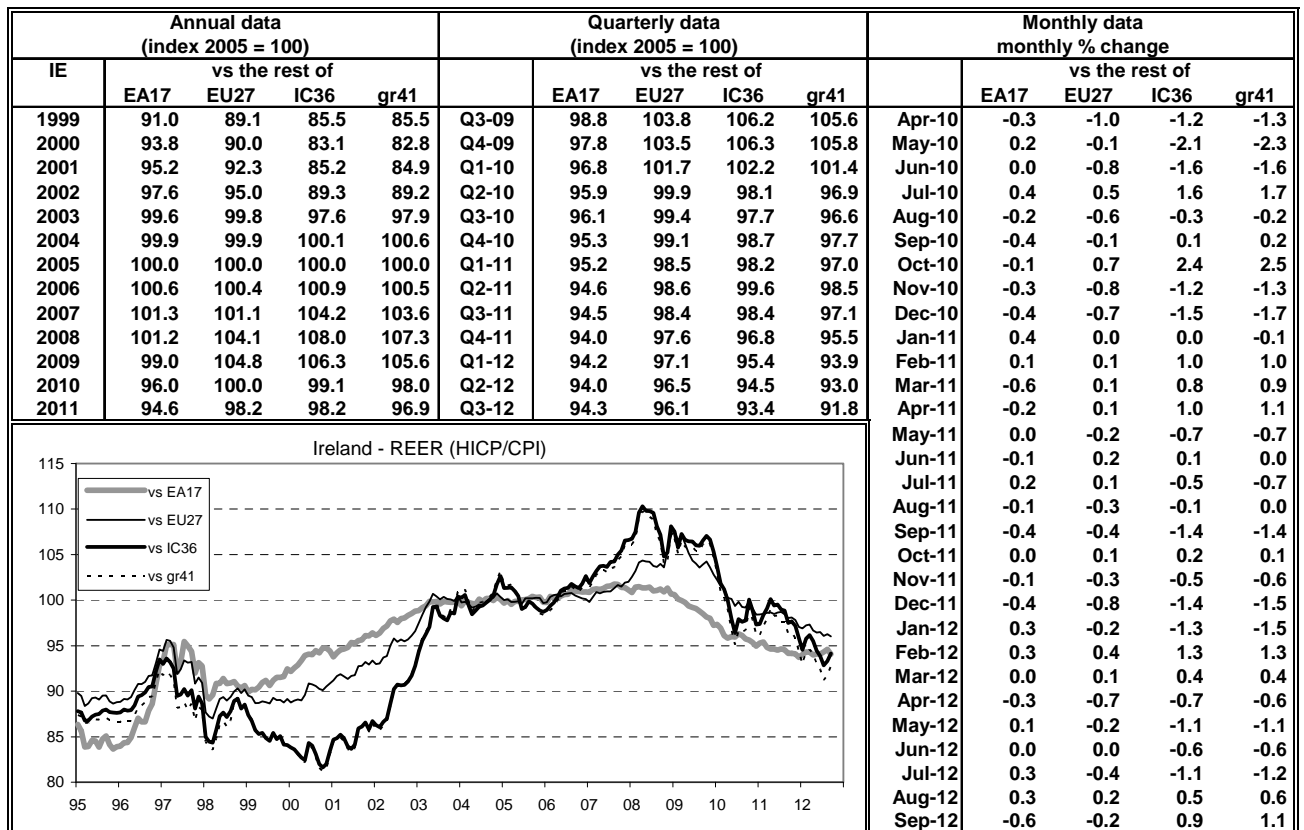 Annual data Quarterly data Monthly data
(index 2005 = 100) (index 2005 = 100) monthly % change
IE vs the rest of vs the rest of vs the rest of
EA17 EU27 IC36 gr41 EA17 EU27 IC36 gr41 EA17 EU27 IC36 gr41
1999 91.0 89.1 85.5 85.5 Q3-09 98.8 103.8 106.2 105.6 Apr-10 -0.3 -1.0 -1.2 -1.3
2000 93.8 90.0 83.1 82.8 Q4-09 97.8 103.5 106.3 105.8 May-10 0.2 -0.1 -2.1 -2.3
2001 95.2 92.3 85.2 84.9 Q1-10 96.8 101.7 102.2 101.4 Jun-10 0.0 -0.8 -1.6 -1.6
2002 97.6 95.0 89.3 89.2 Q2-10 95.9 99.9 98.1 96.9 Jul-10 0.4 0.5 1.6 1.7
2003 99.6 99.8 97.6 97.9 Q3-10 96.1 99.4 97.7 96.6 Aug-10 -0.2 -0.6 -0.3 -0.2
2004 99.9 99.9 100.1 100.6 Q4-10 95.3 99.1 98.7 97.7 Sep-10 -0.4 -0.1 0.1 0.2
2005 100.0 100.0 100.0 100.0 Q1-11 95.2 98.5 98.2 97.0 Oct-10 -0.1 0.7 2.4 2.5
2006 100.6 100.4 100.9 100.5 Q2-11 94.6 98.6 99.6 98.5 Nov-10 -0.3 -0.8 -1.2 -1.3
2007 101.3 101.1 104.2 103.6 Q3-11 94.5 98.4 98.4 97.1 Dec-10 -0.4 -0.7 -1.5 -1.7
2008 101.2 104.1 108.0 107.3 Q4-11 94.0 97.6 96.8 95.5 Jan-11 0.4 0.0 0.0 -0.1
2009 99.0 104.8 106.3 105.6 Q1-12 94.2 97.1 95.4 93.9 Feb-11 0.1 0.1 1.0 1.0
2010 96.0 100.0 99.1 98.0 Q2-12 94.0 96.5 94.5 93.0 Mar-11 -0.6 0.1 0.8 0.9
2011 94.6 98.2 98.2 96.9 Q3-12 94.3 96.1 93.4 91.8 Apr-11 -0.2 0.1 1.0 1.1
May-11 0.0 -0.2 -0.7 -0.7
Jun-11 -0.1 0.2 0.1 0.0
Jul-11 0.2 0.1 -0.5 -0.7
Aug-11 -0.1 -0.3 -0.1 0.0
Sep-11 -0.4 -0.4 -1.4 -1.4
Oct-11 0.0 0.1 0.2 0.1
Nov-11 -0.1 -0.3 -0.5 -0.6
Dec-11 -0.4 -0.8 -1.4 -1.5
Jan-12 0.3 -0.2 -1.3 -1.5
Feb-12 0.3 0.4 1.3 1.3
Mar-12 0.0 0.1 0.4 0.4
Apr-12 -0.3 -0.7 -0.7 -0.6
May-12 0.1 -0.2 -1.1 -1.1
Jun-12 0.0 0.0 -0.6 -0.6
Jul-12 0.3 -0.4 -1.1 -1.2
Aug-12 0.3 0.2 0.5 0.6
Sep-12 -0.6 -0.2 0.9 1.1
Ireland - REER (HICP/CPI)
115
110
105
100
95
90
85
80
vs EA17
vs EU27
vs IC36
vs gr41
95 96 97 98 99 00 01 02 03 04 05 06 07 08 09 10 11 12